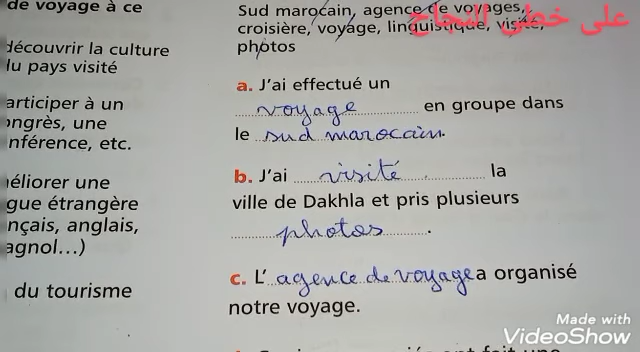 de voyage à ce
découvrir la culture
du pays visité
articiper à un
ongrès, une
nférence, etc.
éliorer une
gue étrangère
nçais, anglais,
agnol...)
du tourisme
Sud marocain, agence de voyages,
croisière, voyage, linguistique, visité,
photos
على خطى النجاح
a. J'ai effectué un
voyage en groupe dans
le sud marocain.
b. J'ai visité la
ville de Dakhla et pris plusieurs
photos.
c. L'agence de voyage a organisé
notre voyage.
Made with
VideoShow